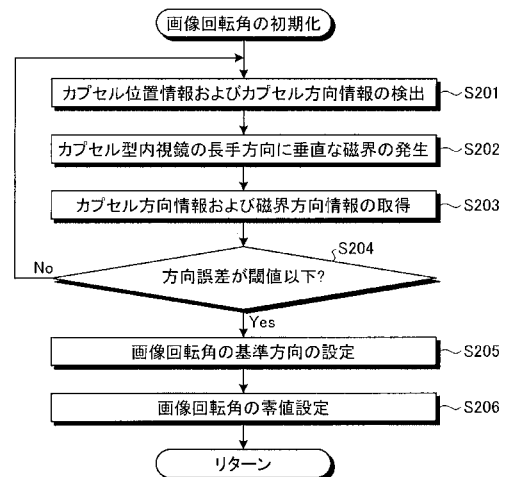 画像回転角の初期化
カプセル位置情報およびカプセル方向情報の検出
S201
カプセル型内視鏡の長手方向に垂直な磁界の発生
S202
カプセル方向情報および磁界方向情報の取得
S203
S204
No
方向誤差が閾値以下?
Yes
画像回転角の基準方向の設定
S205
画像回転角の零値設定
S206
リターン